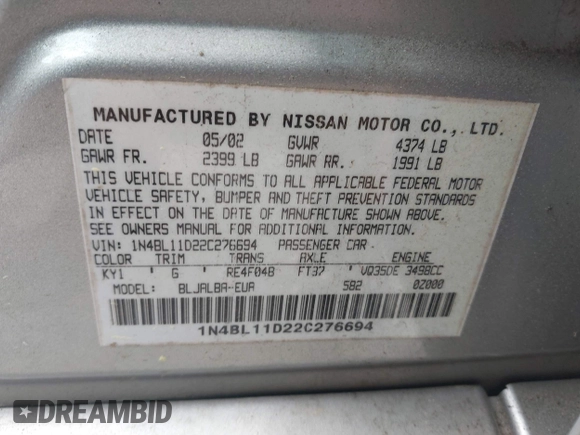 MANUFACTURED BY NISSAN MOTOR CO., LTD.
DATE 05/02 GVWR 4374 LB
GAWR FR. 2399 LB GAWR RR. 1991 LB
THIS VEHICLE CONFORMS TO ALL APPLICABLE FEDERAL MOTOR
VEHICLE SAFETY, BUMPER AND THEFT PREVENTION STANDARDS
IN EFFECT ON THE DATE OF MANUFACTURE SHOWN ABOVE.
SEE OWNERS MANUAL FOR ADDITIONAL INFORMATION.
VIN: 1N4BL11D22C276694 PASSENGER CAR
COLOR TRIM TRANS AXLE ENGINE
KY1 G RE4F04B FT37 VQ35DE 3498CC
MODEL: BLJALBA-EUA 5B2 0Z000
1N4BL11D22C276694
DREAMBID